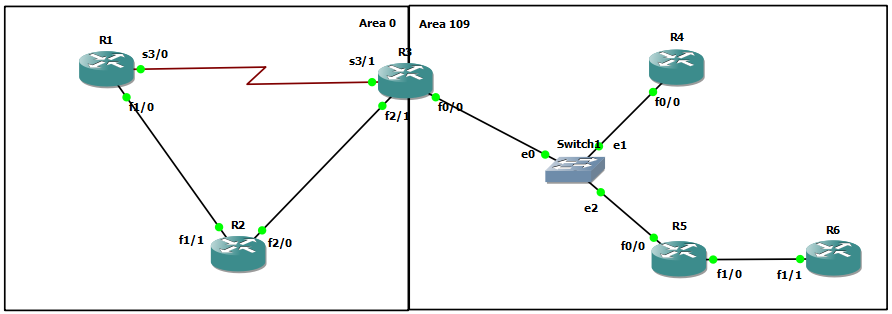 Area 0
Area 109
R1
s3/0
s3/1
R3
R4
f1/0
f2/1
f0/0
f0/0
Switch1
e0
e1
e2
f1/1
R2
f2/0
f0/0
R5
R6
f1/0
f1/1